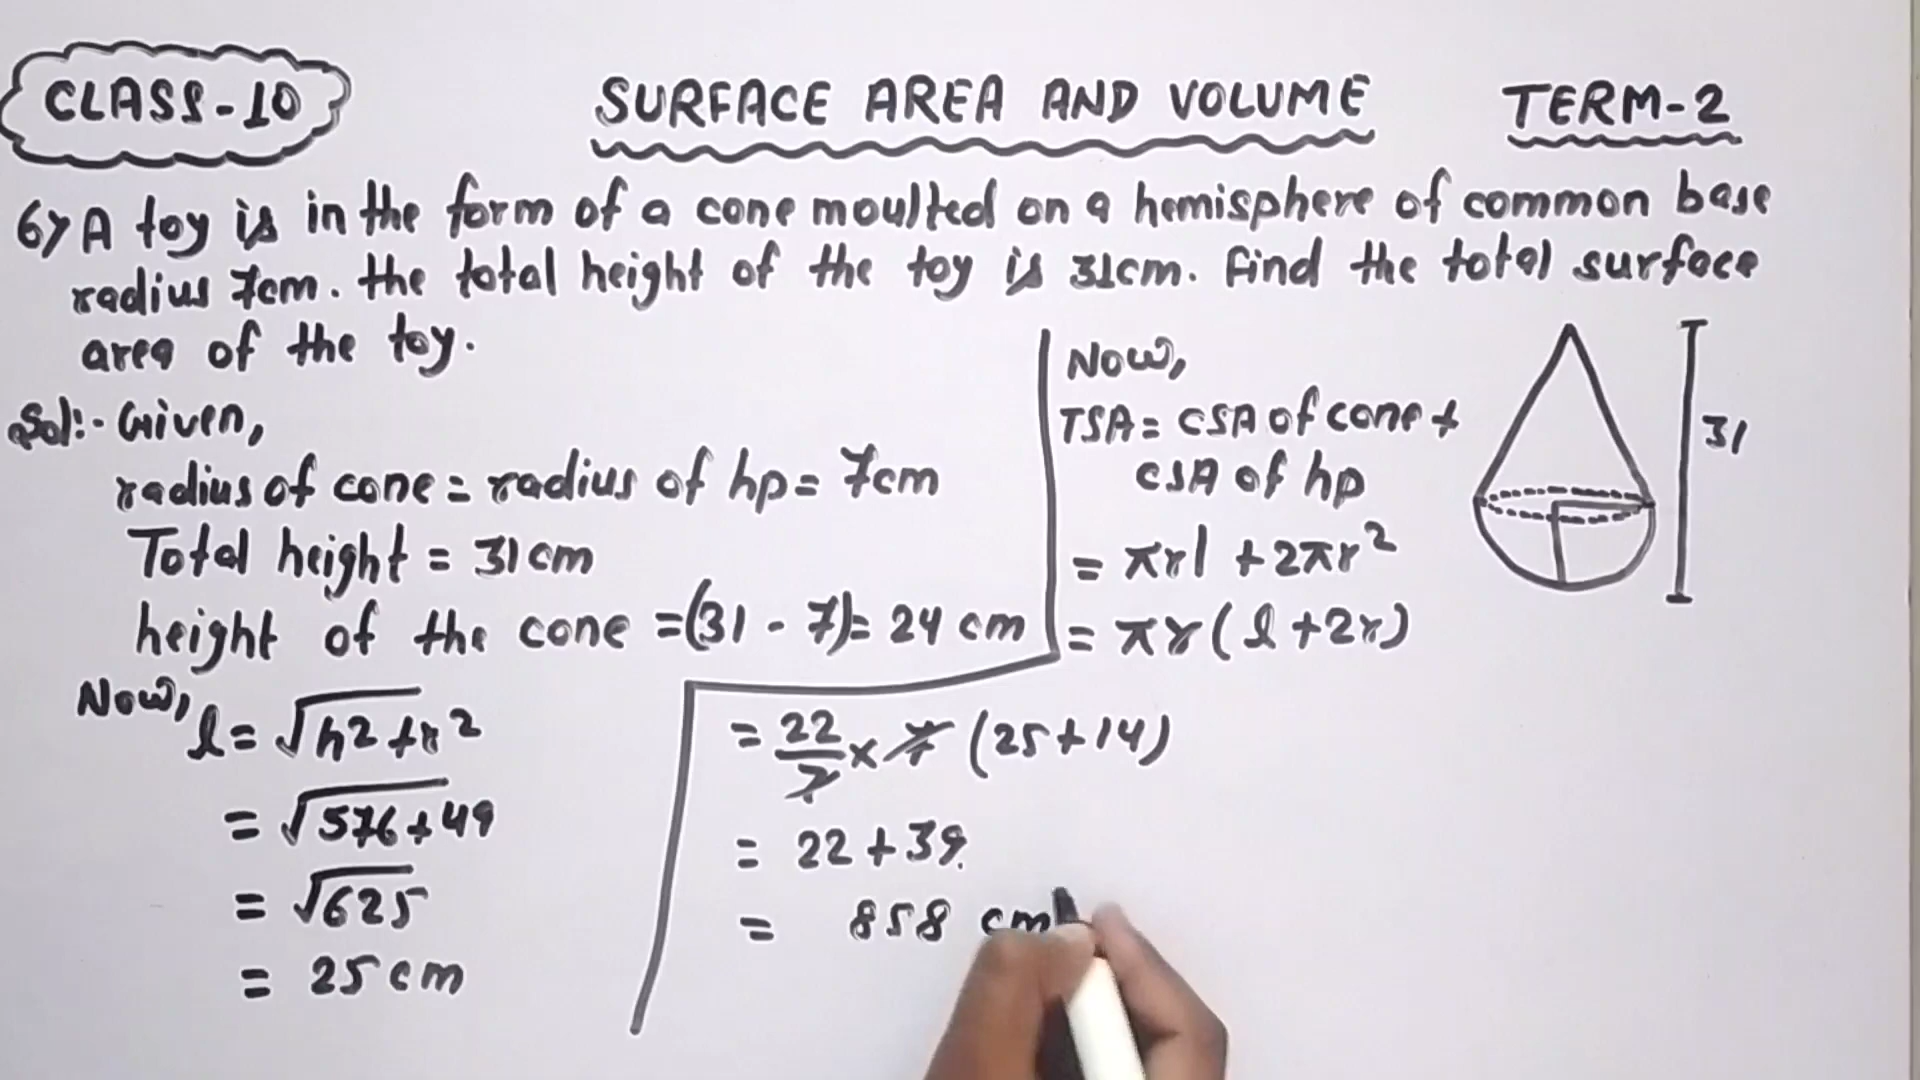 CLASS-10
SURFACE AREA AND VOLUME
TERM-2
6> A toy is in the form of a cone moulted on a hemisphere of common base
radius 7cm. the total height of the toy is 31cm. Find the total surface
area of the toy.
Sol:- Given,
radius of cone = radius of hp = 7cm
Total height = 31 cm
height of the cone =(31 - 7)= 24 cm
Now,
l= √h2+r2
= √576+49
= √625
= 25 cm
Now,
TSA = CSA of cone +
CSA of hp
= πrl + 2πr²
= πr(l+2r)
= 22/7 × 7 (25+14)
= 22+39
= 858 cm
31